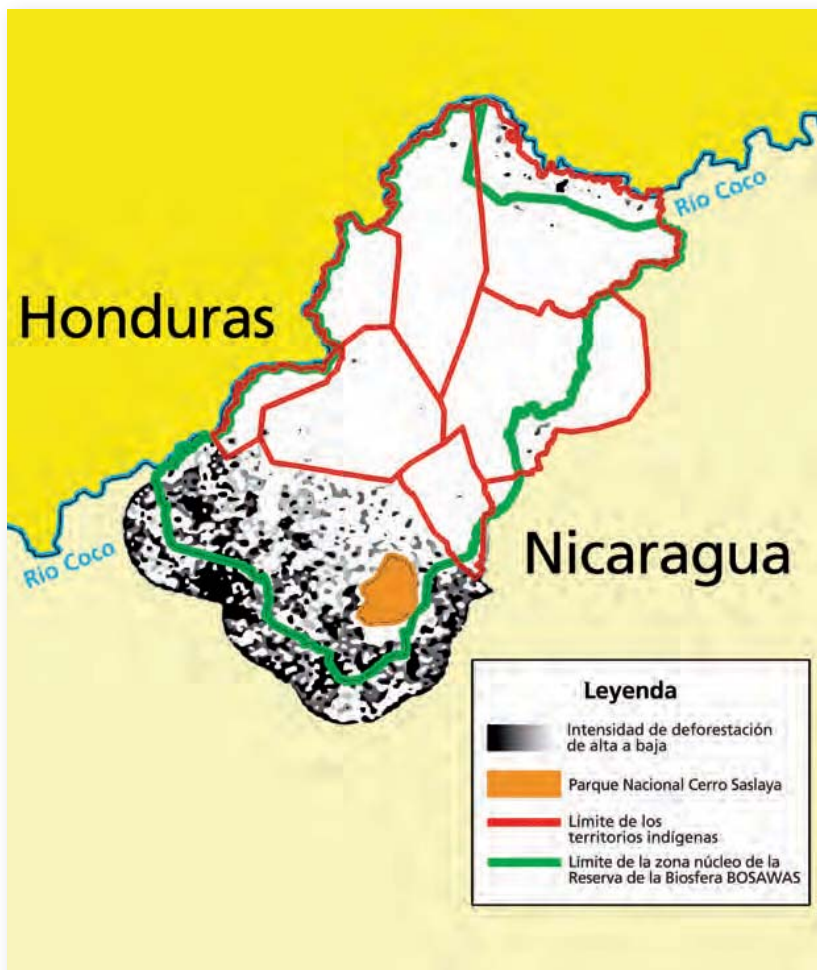 Río Coco
Honduras
Nicaragua
Río Coco
Leyenda
Intensidad de deforestación
de alta a baja
Parque Nacional Cerro Saslaya
Límite de los
territorios indígenas
Límite de la zona núcleo de la
Reserva de la Biosfera BOSAWAS